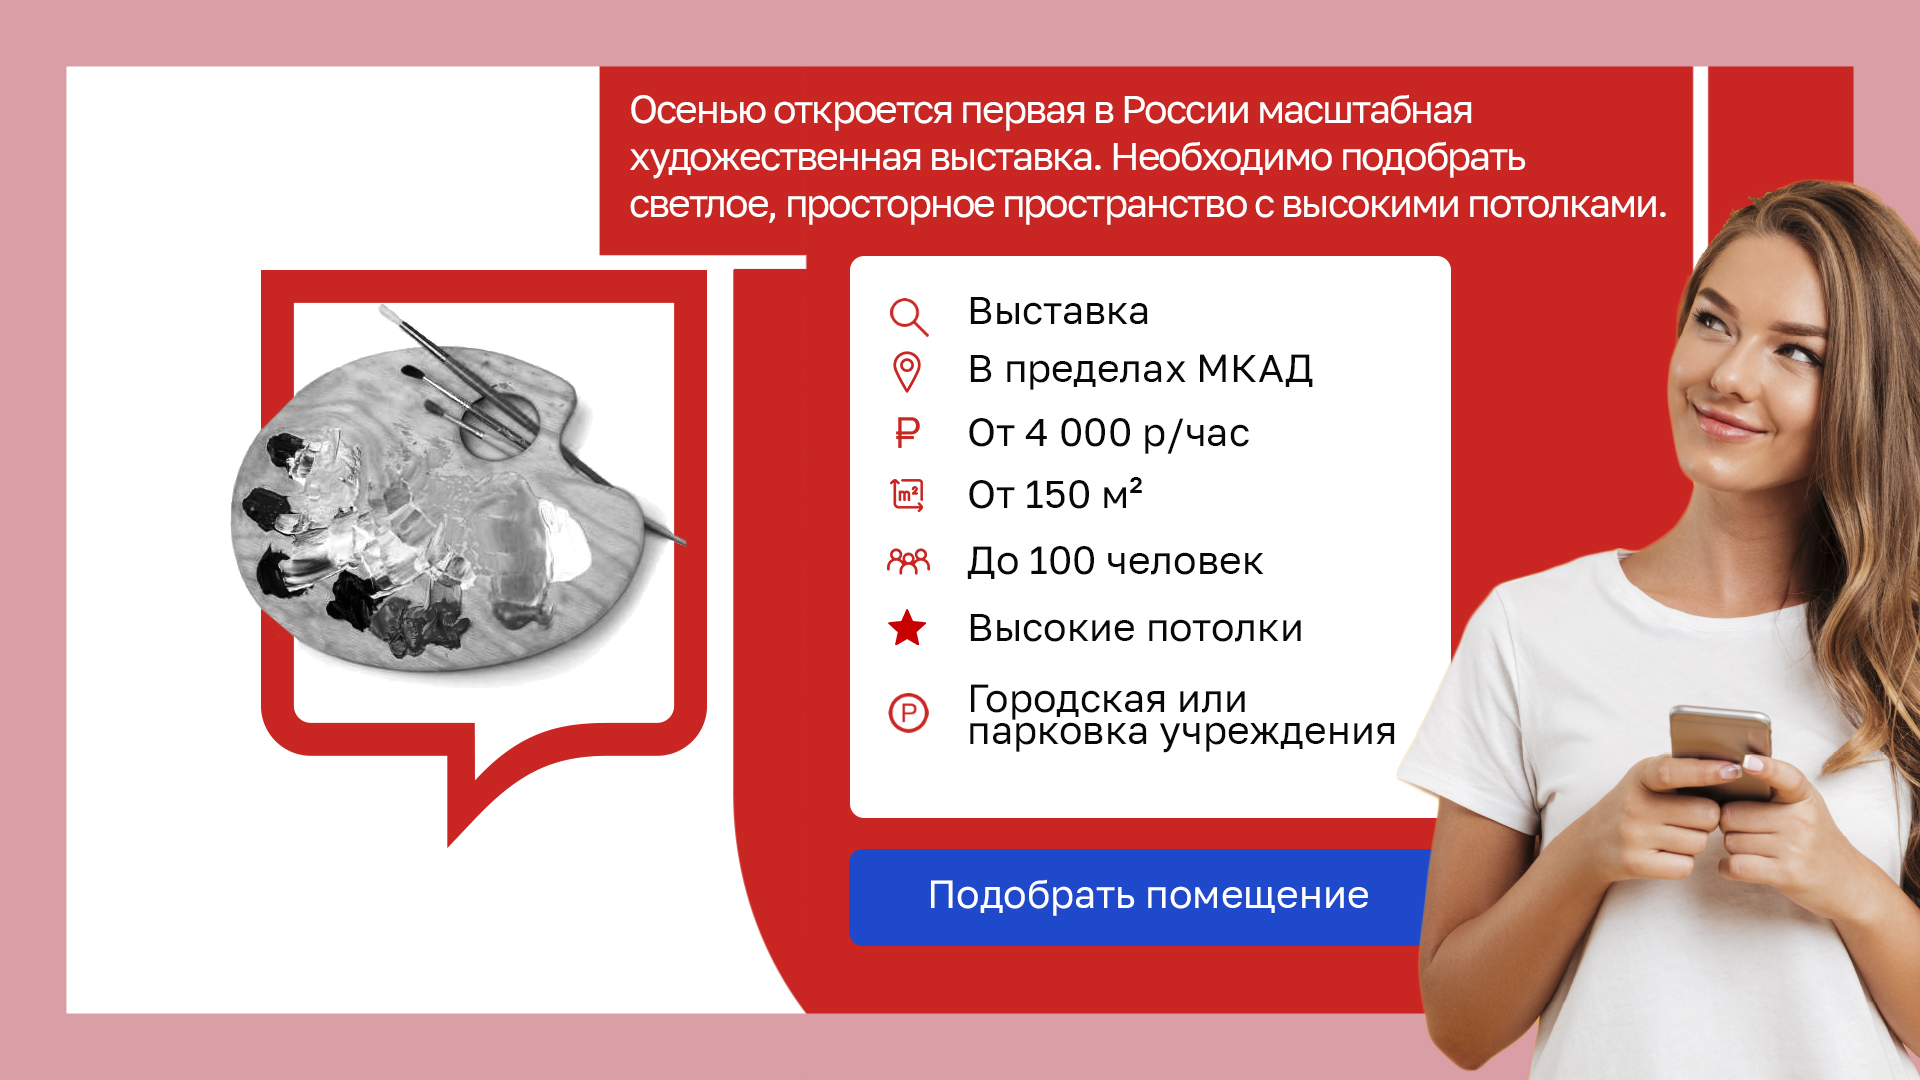 Осенью откроется первая в России масштабная
художественная выставка. Необходимо подобрать
светлое, просторное пространство с высокими потолками.
Выставка
В пределах МКАД
₽ От 4 000 р/час
m² От 150 м²
До 100 человек
Высокие потолки
P Городская или
парковка учреждения
Подобрать помещение